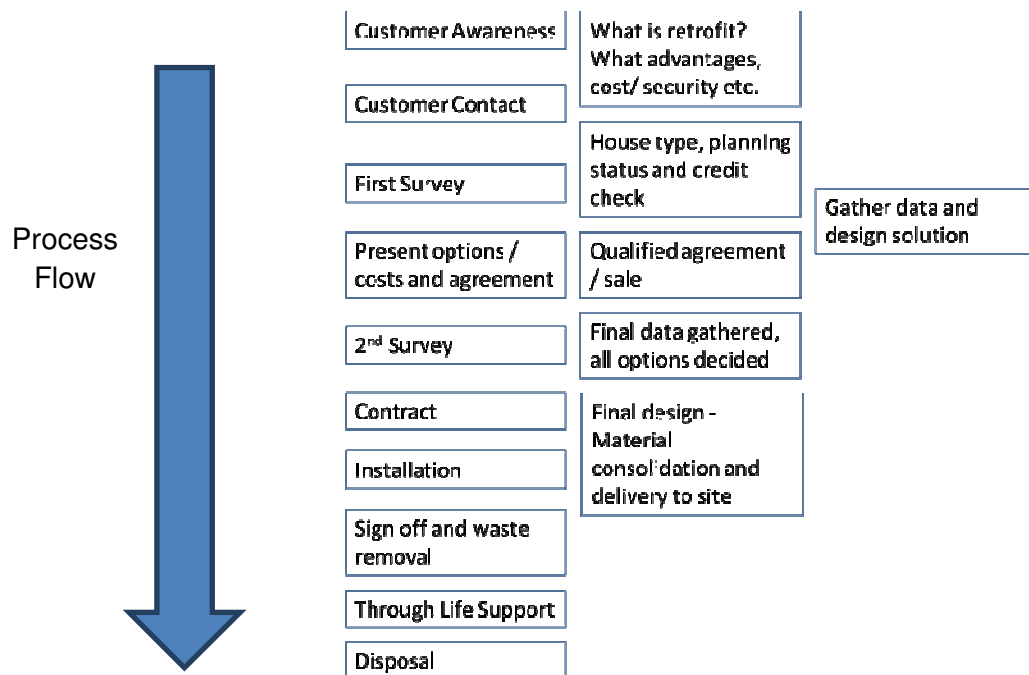 Process
Flow
Customer Awareness
Customer Contact
First Survey
Present options /
costs and agreement
2nd Survey
Contract
Installation
Sign off and waste
removal
Through Life Support
Disposal
What is retrofit?
What advantages,
cost/ security etc.
House type, planning
status and credit
check
Qualified agreement
/ sale
Final data gathered,
all options decided
Final design -
Material
consolidation and
delivery to site
Gather data and
design solution